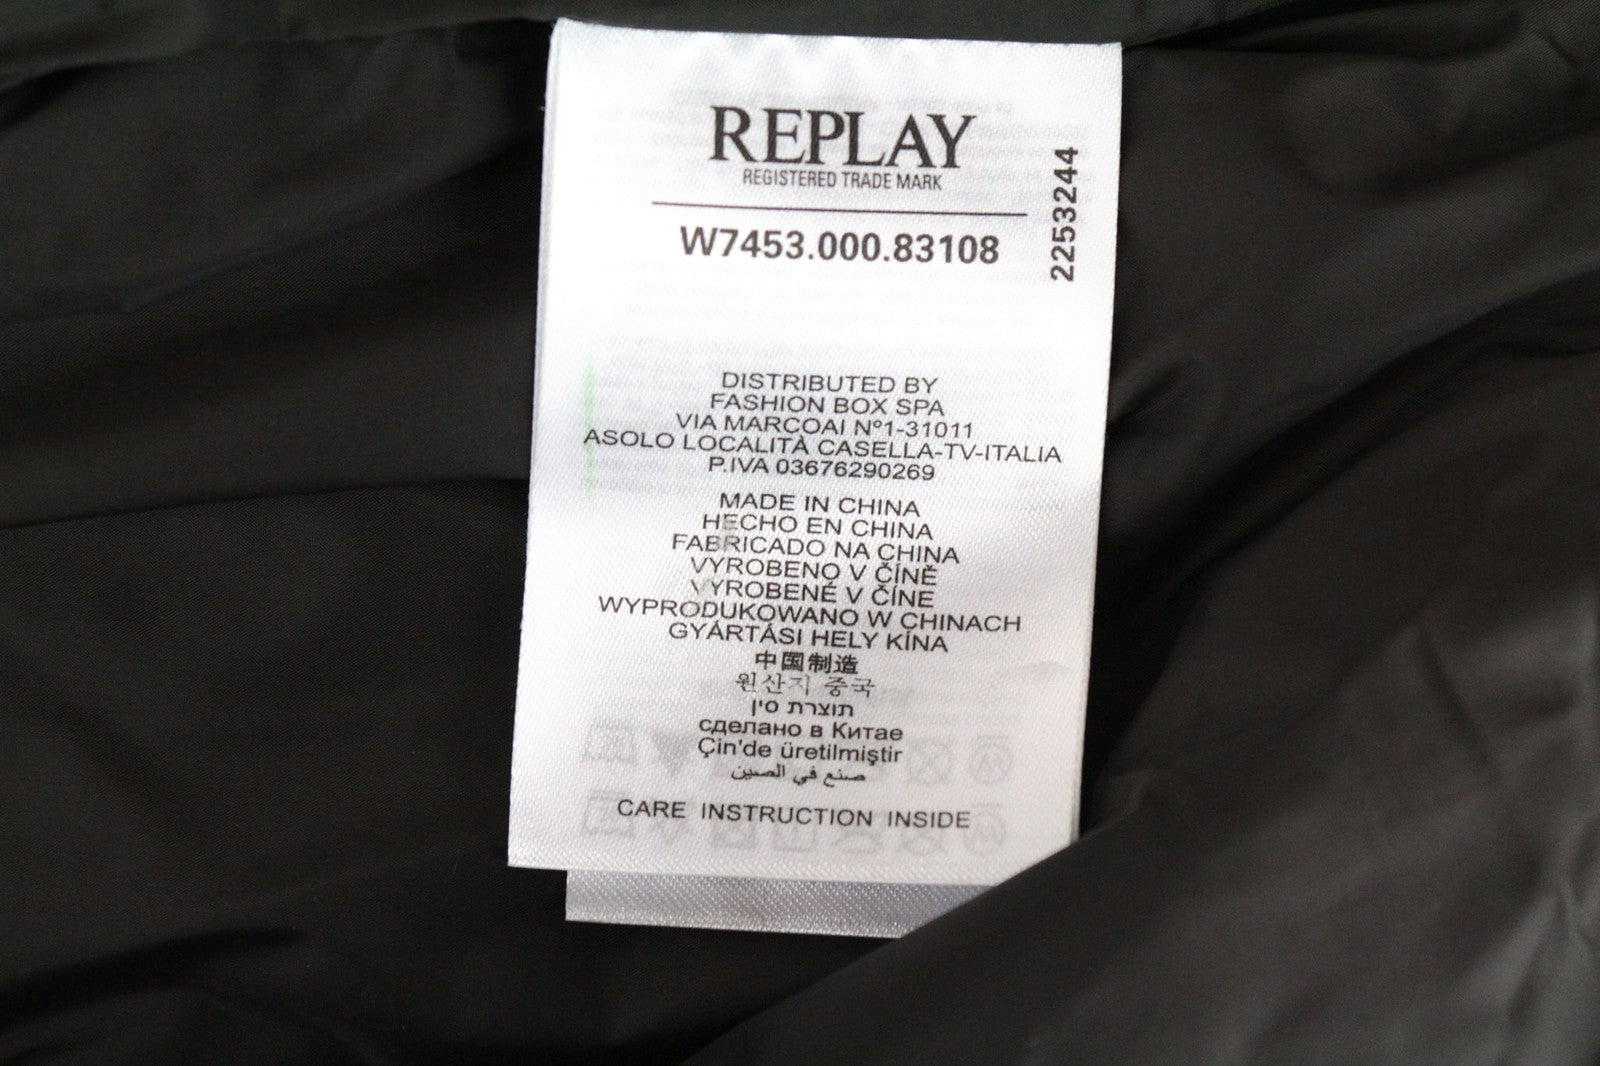 REPLAY
REGISTERED TRADE MARK
W7453.000.83108
2253244
DISTRIBUTED BY
FASHION BOX SPA
VIA MARCOAI Nº1-31011
ASOLO LOCALITÀ CASELLA-TV-ITALIA
P.IVA 03676290269
MADE IN CHINA
HECHO EN CHINA
FABRICADO NA CHINA
VYROBENO V ČÍNĚ
VYROBENÉ V ČÍNE
WYPRODUKOWANO W CHINACH
GYÁRTÁSI HELY KÍNA
中国制造
원산지 중국
תוצרת סין
сделано в Китае
Çin'de üretilmiştir
صنع في الصين
CARE INSTRUCTION INSIDE